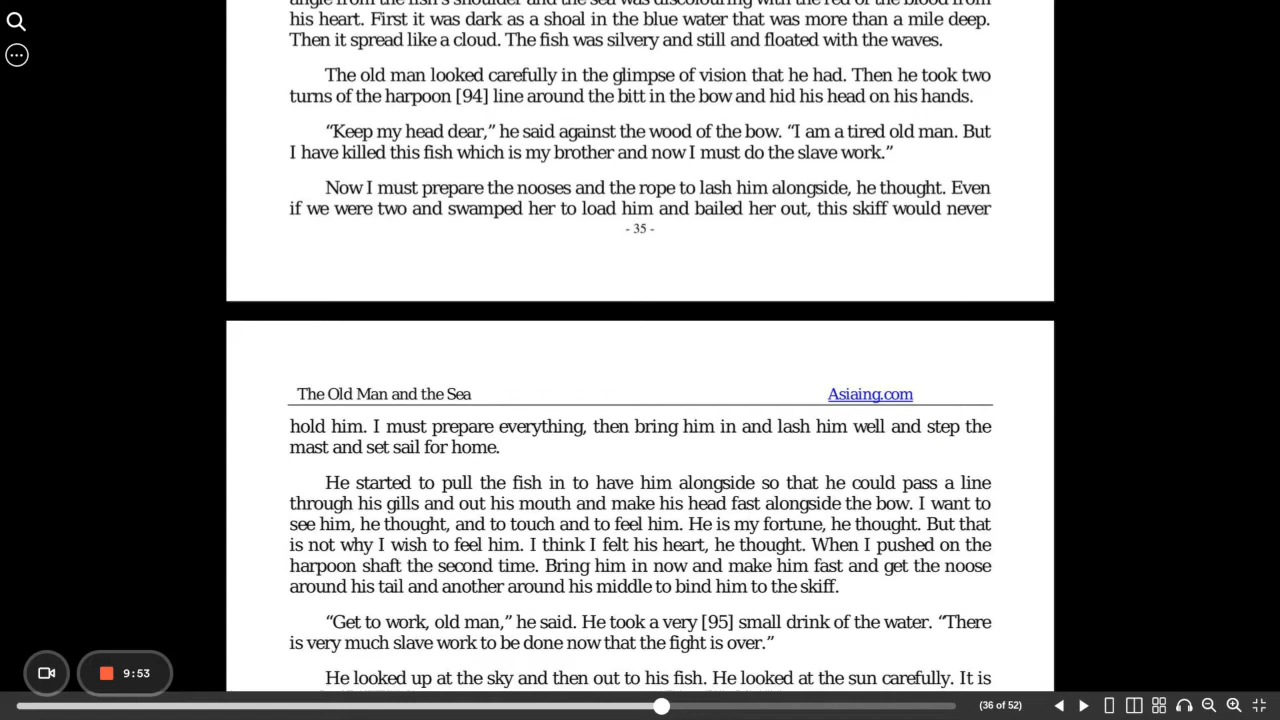 angle from the fish's shoulder and the sea was discolouring with the red of the blood from
his heart. First it was dark as a shoal in the blue water that was more than a mile deep.
Then it spread like a cloud. The fish was silvery and still and floated with the waves.
The old man looked carefully in the glimpse of vision that he had. Then he took two
turns of the harpoon [94] line around the bitt in the bow and hid his head on his hands.
“Keep my head dear,” he said against the wood of the bow. “I am a tired old man. But
I have killed this fish which is my brother and now I must do the slave work.”
Now I must prepare the nooses and the rope to lash him alongside, he thought. Even
if we were two and swamped her to load him and bailed her out, this skiff would never
- 35 -
The Old Man and the Sea Asiaing.com
hold him. I must prepare everything, then bring him in and lash him well and step the
mast and set sail for home.
He started to pull the fish in to have him alongside so that he could pass a line
through his gills and out his mouth and make his head fast alongside the bow. I want to
see him, he thought, and to touch and to feel him. He is my fortune, he thought. But that
is not why I wish to feel him. I think I felt his heart, he thought. When I pushed on the
harpoon shaft the second time. Bring him in now and make him fast and get the noose
around his tail and another around his middle to bind him to the skiff.
“Get to work, old man,” he said. He took a very [95] small drink of the water. “There
is very much slave work to be done now that the fight is over.”
He looked up at the sky and then out to his fish. He looked at the sun carefully. It is
9:53
(36 of 52)